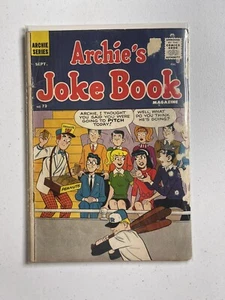 ARCHIE
SERIES
Archie's
SEPT.
Joke Book
MAGAZINE
ARCHIE, I THOUGHT
YOU SAID YOU WERE
GOING TO PITCH
TODAY!
WELL, WHAT
DO YOU THINK
HE'S DOING?
PEANUTS